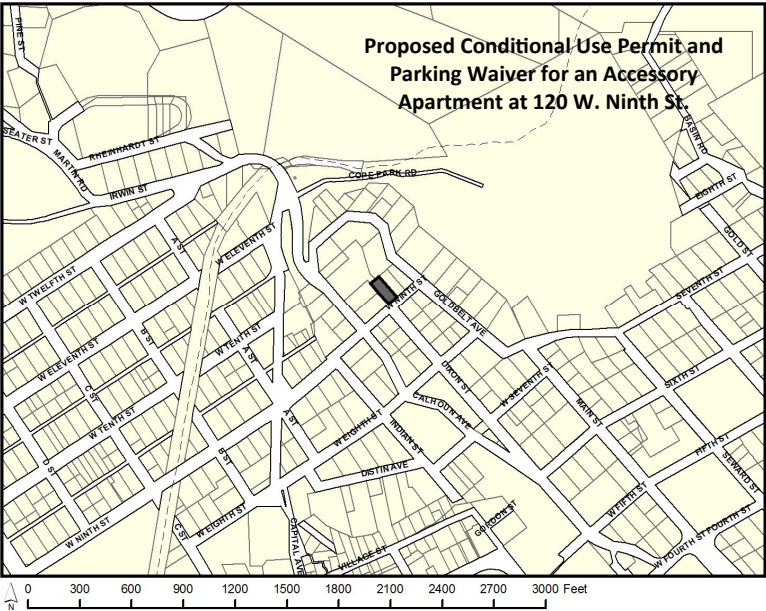 Proposed Conditional Use Permit and
Parking Waiver for an Accessory
Apartment at 120 W. Ninth St.
PINE ST
SEATER ST
MARTIN RD
RHEINHARDT ST
IRWIN ST
COPE PARK RD
BASIN RD
EIGHTH ST
GOLD ST
SEVENTH ST
A ST
W ELEVENTH ST
W TWELFTH ST
W NINTH ST
GOLDBELT AVE
B ST
W TENTH ST
A ST
W ELEVENTH ST
C ST
DIXON ST
W SEVENTH ST
SIXTH ST
MAIN ST
CALHOUN AVE
A ST
W EIGHTH ST
INDIAN ST
W TENTH ST
D ST
B ST
DISTIN AVE
FIFTH ST
SEWARD ST
W FIFTH ST
GORDON ST
W NINTH ST
C ST
W EIGHTH ST
CAPITAL AVE
VILLAGE ST
W FOURTH ST
FOURTH ST
N
0 300 600 900 1200 1500 1800 2100 2400 2700 3000 Feet